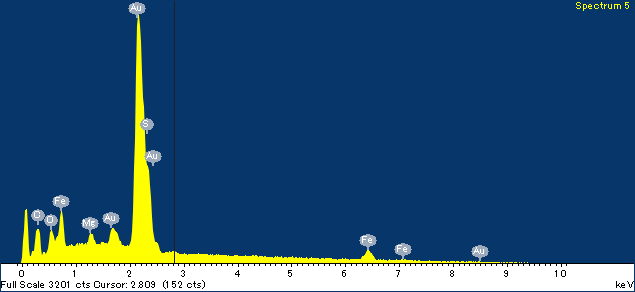 Spectrum 5
Au
S
Au
Fe
O
Mg
Au
Fe
Fe
Au
0 1 2 3 4 5 6 7 8 9 10
Full Scale 3201 cts Cursor: 2.809 (152 cts) keV